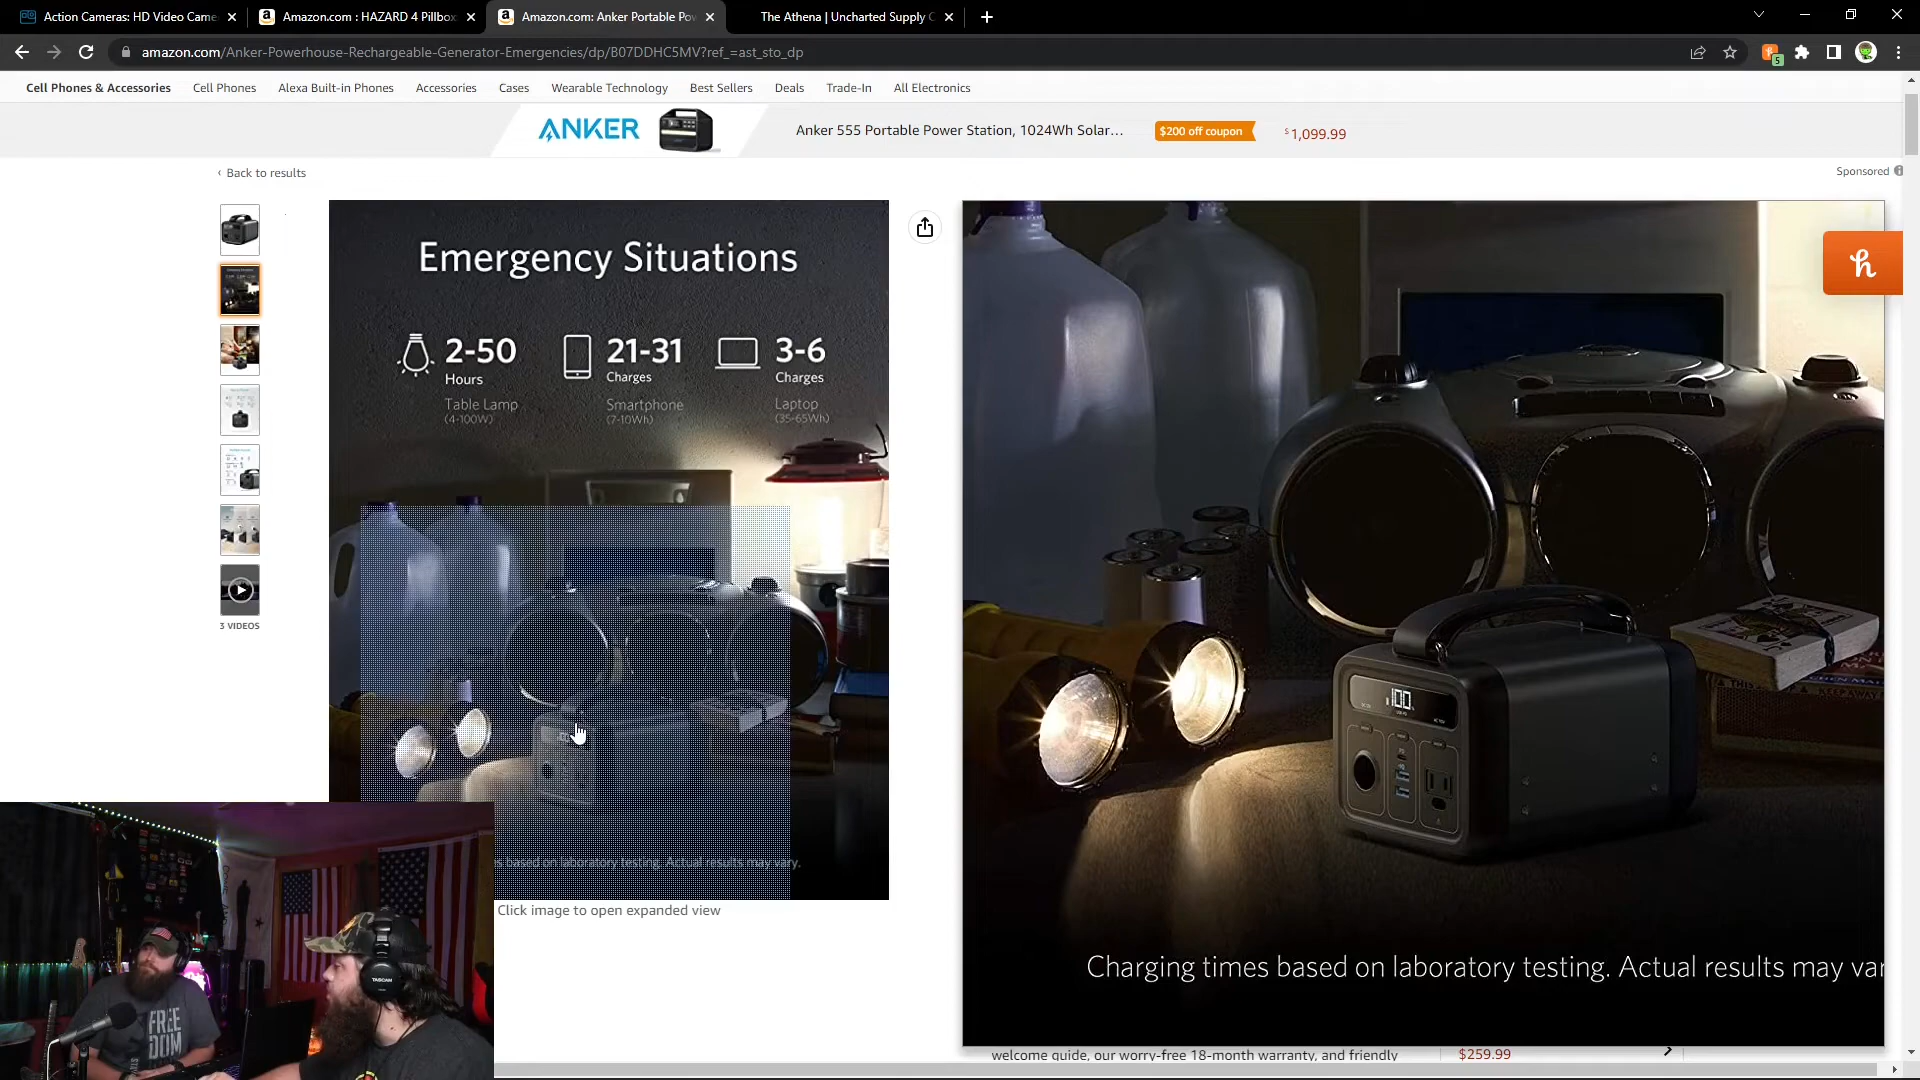 Action Cameras: HD Video Came
Amazon.com : HAZARD 4 Pillbox
Amazon.com: Anker Portable Pow
The Athena | Uncharted Supply C
amazon.com/Anker-Powerhouse-Rechargeable-Generator-Emergencies/dp/B07DDHC5MV?ref_=ast_sto_dp
5
Cell Phones & Accessories Cell Phones Alexa Built-in Phones Accessories Cases Wearable Technology Best Sellers Deals Trade-In All Electronics
ANKER
Anker 555 Portable Power Station, 1024Wh Solar...
$200 off coupon
$1,099.99
‹ Back to results
Sponsored
Emergency Situations
2-50
Hours
Table Lamp
(4-100W)
21-31
Charges
Smartphone
(7-10Wh)
3-6
Charges
Laptop
(35-65Wh)
3 VIDEOS
s based on laboratory testing. Actual results may vary.
Click image to open expanded view
h
100
Charging times based on laboratory testing. Actual results may var
welcome guide, our worry-free 18-month warranty, and friendly
$259.99
FREE
DOM
TASCAM